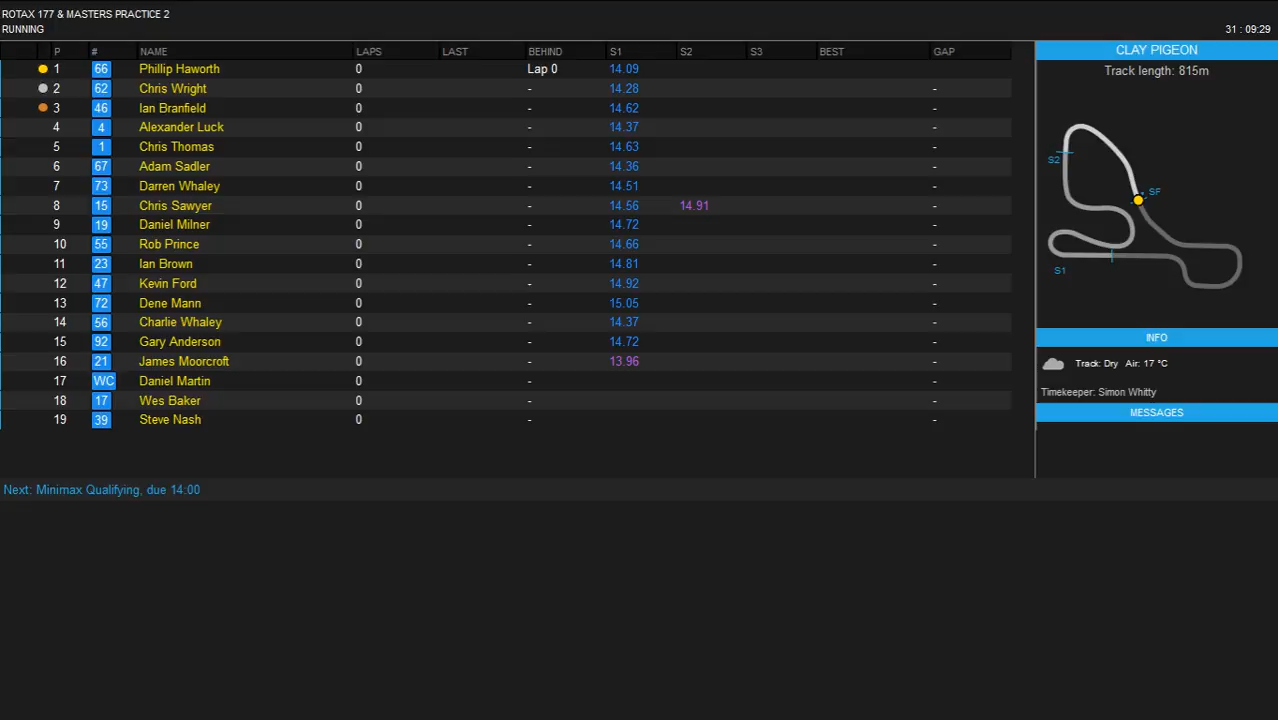 ROTAX 177 & MASTERS PRACTICE 2
RUNNING
31 : 09:29
P # NAME LAPS LAST BEHIND S1 S2 S3 BEST GAP
1 66 Phillip Haworth 0 Lap 0 14.09
2 62 Chris Wright 0 - 14.28 -
3 46 Ian Branfield 0 - 14.62 -
4 4 Alexander Luck 0 - 14.37 -
5 1 Chris Thomas 0 - 14.63 -
6 67 Adam Sadler 0 - 14.36 -
7 73 Darren Whaley 0 - 14.51 -
8 15 Chris Sawyer 0 - 14.56 14.91 -
9 19 Daniel Milner 0 - 14.72 -
10 55 Rob Prince 0 - 14.66 -
11 23 Ian Brown 0 - 14.81 -
12 47 Kevin Ford 0 - 14.92 -
13 72 Dene Mann 0 - 15.05 -
14 56 Charlie Whaley 0 - 14.37 -
15 92 Gary Anderson 0 - 14.72 -
16 21 James Moorcroft 0 - 13.96 -
17 WC Daniel Martin 0 - -
18 17 Wes Baker 0 - -
19 39 Steve Nash 0 - -
Next: Minimax Qualifying, due 14:00
CLAY PIGEON
Track length: 815m
S2
SF
S1
INFO
Track: Dry Air: 17 °C
Timekeeper: Simon Whitty
MESSAGES